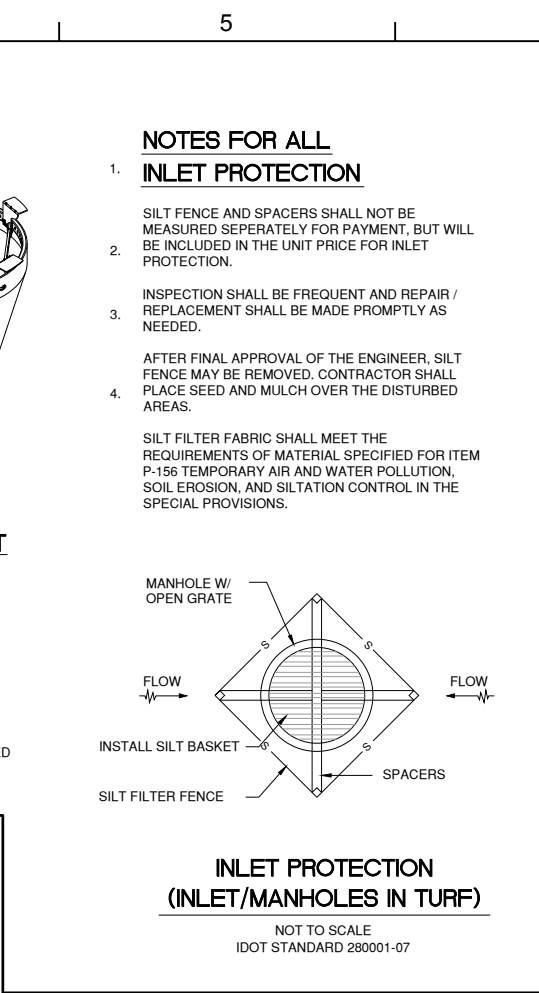 5
NOTES FOR ALL
1.
INLET PROTECTION
SILT FENCE AND SPACERS SHALL NOT BE
MEASURED SEPERATELY FOR PAYMENT, BUT WILL
2.
BE INCLUDED IN THE UNIT PRICE FOR INLET
PROTECTION.
INSPECTION SHALL BE FREQUENT AND REPAIR /
3.
REPLACEMENT SHALL BE MADE PROMPTLY AS
NEEDED.
AFTER FINAL APPROVAL OF THE ENGINEER, SILT
FENCE MAY BE REMOVED. CONTRACTOR SHALL
4.
PLACE SEED AND MULCH OVER THE DISTURBED
AREAS.
SILT FILTER FABRIC SHALL MEET THE
REQUIREMENTS OF MATERIAL SPECIFIED FOR ITEM
P-156 TEMPORARY AIR AND WATER POLLUTION,
SOIL EROSION, AND SILTATION CONTROL IN THE
SPECIAL PROVISIONS.
T
MANHOLE W/
OPEN GRATE
S
S
FLOW
FLOW
INSTALL SILT BASKET
S
S
ED
SPACERS
SILT FILTER FENCE
INLET PROTECTION
(INLET/MANHOLES IN TURF)
NOT TO SCALE
IDOT STANDARD 280001-07